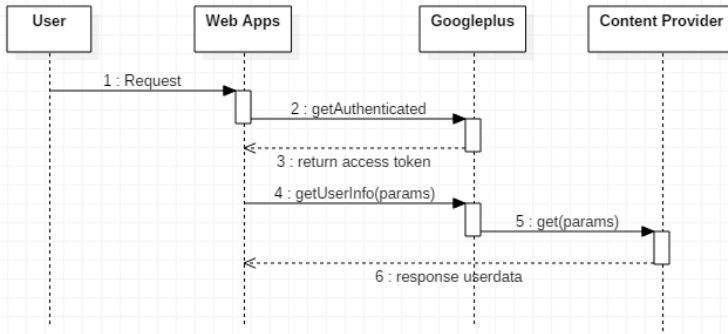 User
Web Apps
Googleplus
Content Provider
1 : Request
2 : getAuthenticated
3 : return access token
4 : getUserInfo(params)
5 : get(params)
6 : response userdata